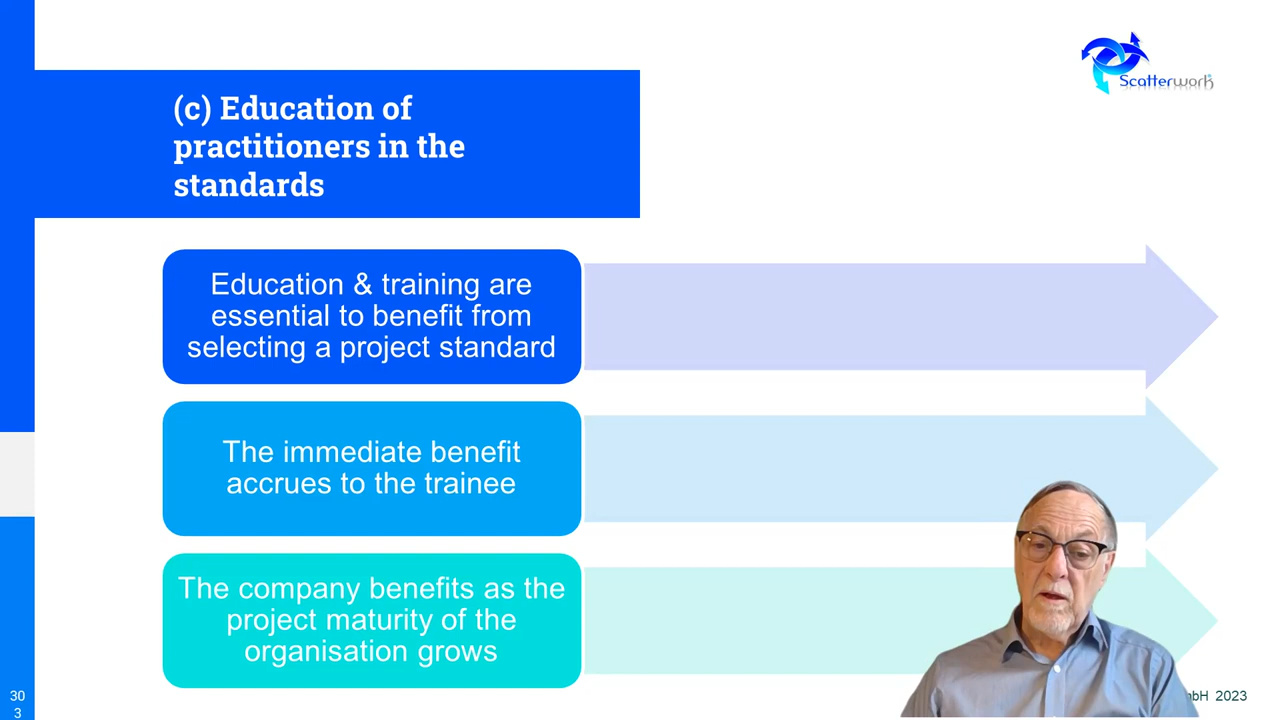 Scatterwork
(c) Education of
practitioners in the
standards
Education & training are
essential to benefit from
selecting a project standard
The immediate benefit
accrues to the trainee
The company benefits as the
project maturity of the
organisation grows
30
3
2023